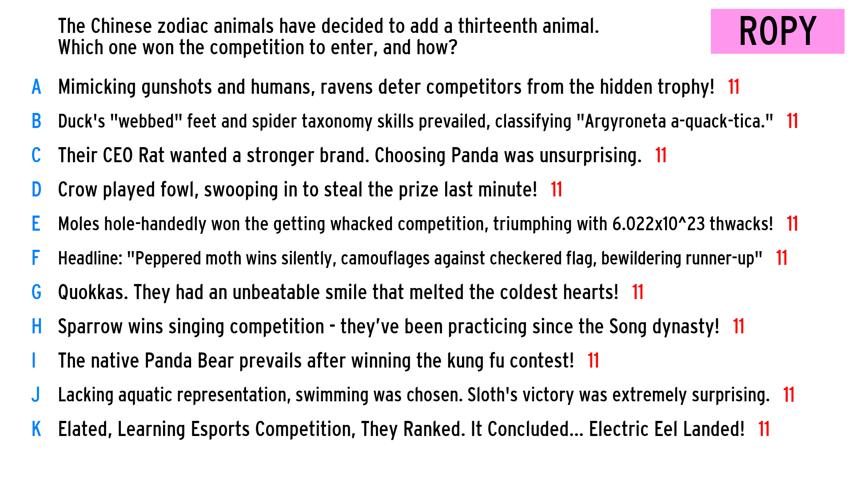 The Chinese zodiac animals have decided to add a thirteenth animal.
Which one won the competition to enter, and how?
ROPY
A Mimicking gunshots and humans, ravens deter competitors from the hidden trophy! 11
B Duck's "webbed" feet and spider taxonomy skills prevailed, classifying "Argyroneta a-quack-tica." 11
C Their CEO Rat wanted a stronger brand. Choosing Panda was unsurprising. 11
D Crow played fowl, swooping in to steal the prize last minute! 11
E Moles hole-handedly won the getting whacked competition, triumphing with 6.022x10^23 thwacks! 11
F Headline: "Peppered moth wins silently, camouflages against checkered flag, bewildering runner-up" 11
G Quokkas. They had an unbeatable smile that melted the coldest hearts! 11
H Sparrow wins singing competition - they've been practicing since the Song dynasty! 11
I The native Panda Bear prevails after winning the kung fu contest! 11
J Lacking aquatic representation, swimming was chosen. Sloth's victory was extremely surprising. 11
K Elated, Learning Esports Competition, They Ranked. It Concluded... Electric Eel Landed! 11